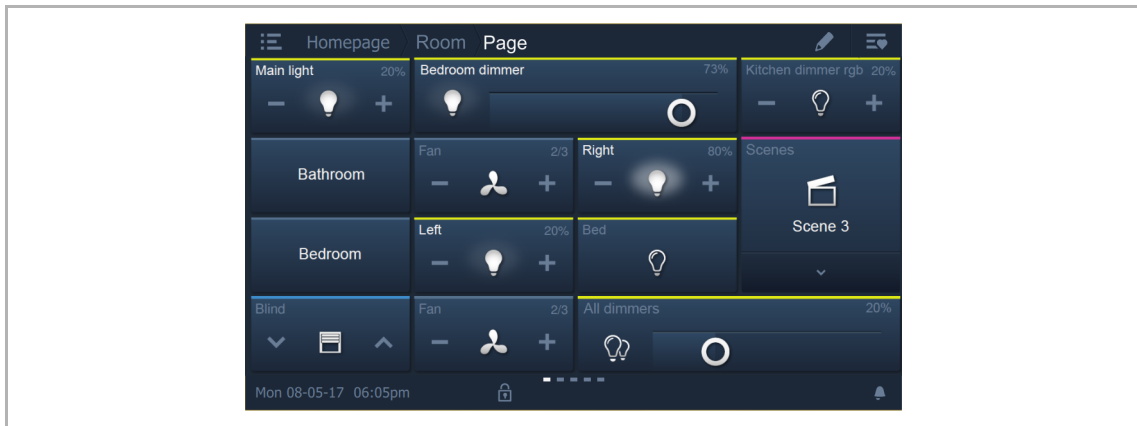 Homepage Room Page
Main light 20%
Bedroom dimmer 73%
Kitchen dimmer rgb 20%
Bathroom
Fan 2/3
Right 80%
Scenes
Scene 3
Bedroom
Left 20%
Bed
Blind
Fan 2/3
All dimmers 20%
Mon 08-05-17 06:05pm